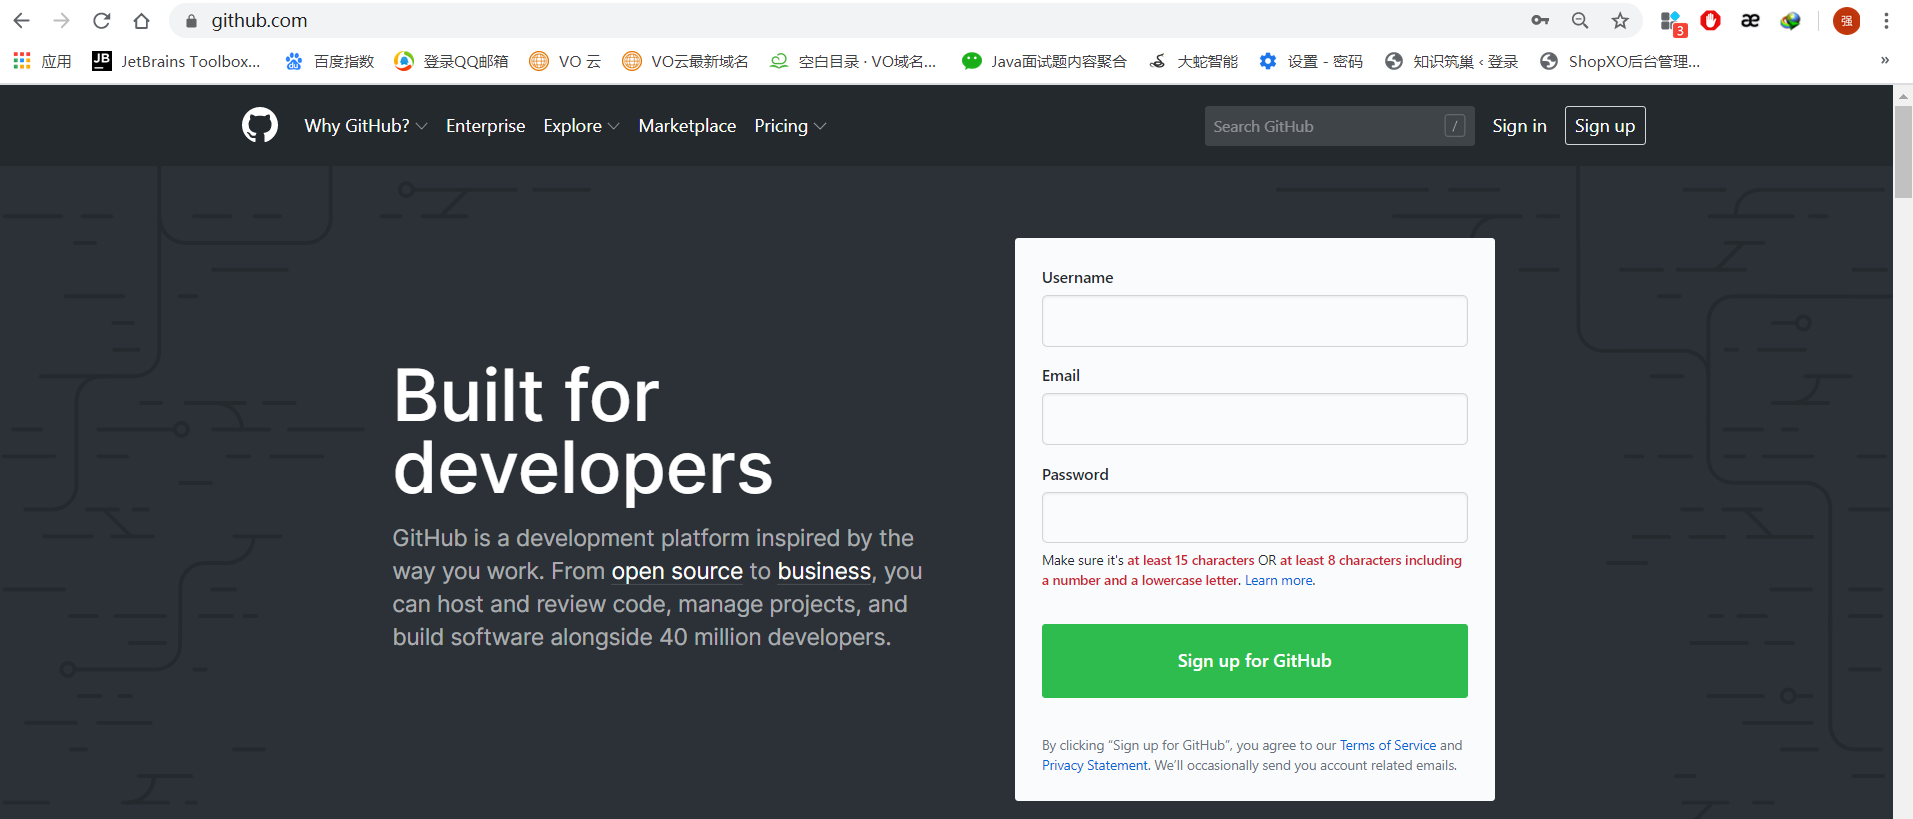 github.com
3
强
应用 JetBrains Toolbox... 百度指数 登录QQ邮箱 VO 云 VO云最新域名 空白目录 · VO域名... Java面试题内容聚合 大蛇智能 设置 - 密码 知识筑巢 ‹ 登录 ShopXO后台管理... »
Why GitHub? Enterprise Explore Marketplace Pricing Search GitHub / Sign in Sign up
Built for
developers
GitHub is a development platform inspired by the
way you work. From open source to business, you
can host and review code, manage projects, and
build software alongside 40 million developers.
Username
Email
Password
Make sure it's at least 15 characters OR at least 8 characters including
a number and a lowercase letter. Learn more.
Sign up for GitHub
By clicking “Sign up for GitHub”, you agree to our Terms of Service and
Privacy Statement. We’ll occasionally send you account related emails.